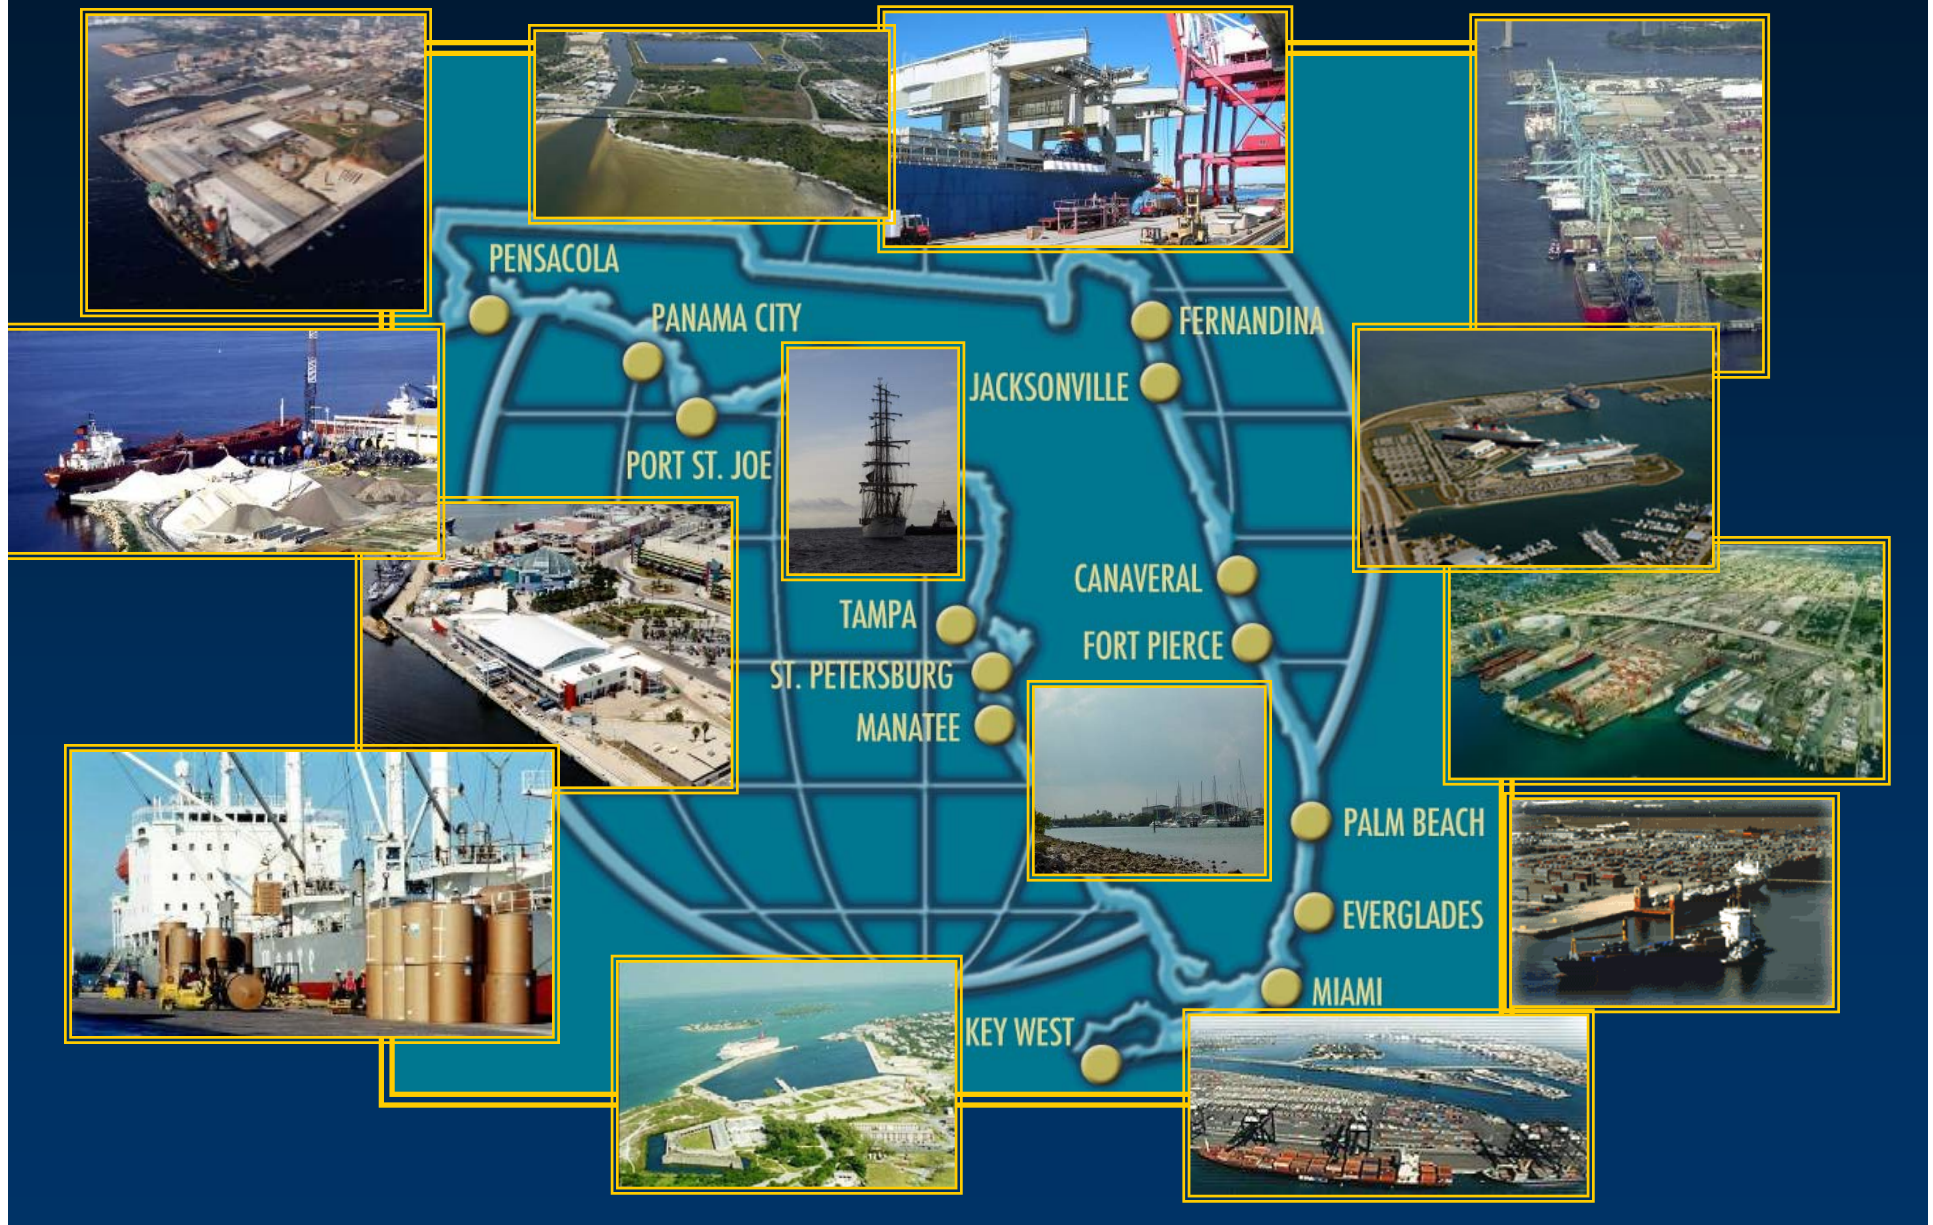 PENSACOLA
PANAMA CITY
FERNANDINA
JACKSONVILLE
PORT ST. JOE
CANAVERAL
TAMPA
FORT PIERCE
ST. PETERSBURG
MANATEE
PALM BEACH
EVERGLADES
MIAMI
KEY WEST